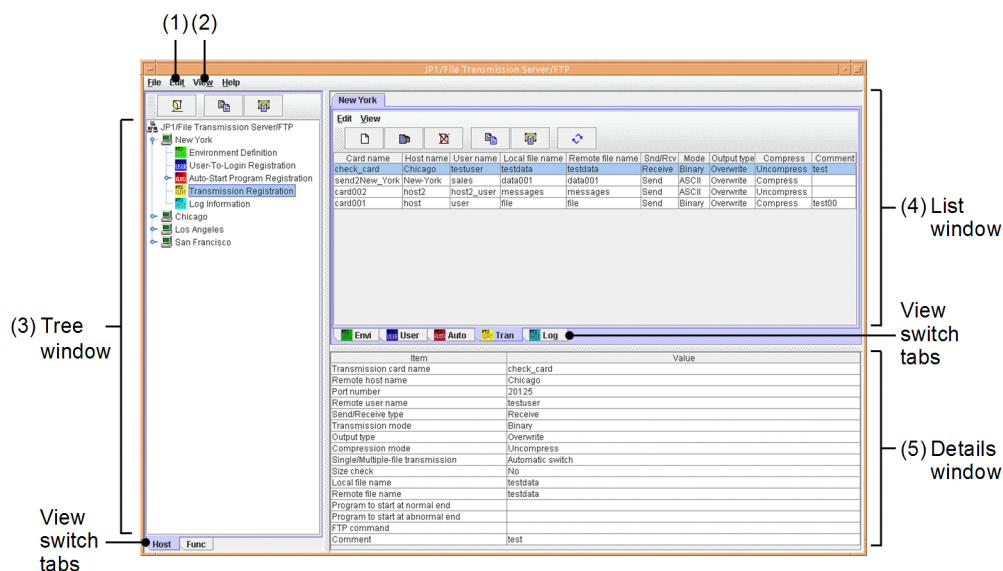 (1) (2)
JP1/File Transmission Server/FTP
File Edit View Help
JP1/File Transmission Server/FTP
New York
Environment Definition
User-To-Login Registration
Auto-Start Program Registration
Transmission Registration
Log Information
Chicago
Los Angeles
San Francisco
Host Func
(3) Tree
window
View
switch
tabs
New York
Edit View
Card name Host name User name Local file name Remote file name Snd/Rcv Mode Output type Compress Comment
check_card Chicago testuser testdata testdata Receive Binary Overwrite Uncompress test
send2New_York New-York sales data001 data001 Send ASCII Overwrite Compress
card002 host2 host2_user messages messages Send ASCII Overwrite Uncompress
card001 host user file file Send Binary Overwrite Compress test00
Envi User Auto Tran Log
(4) List
window
View
switch
tabs
Item Value
Transmission card name check_card
Remote host name Chicago
Port number 20125
Remote user name testuser
Send/Receive type Receive
Transmission mode Binary
Output type Overwrite
Compression mode Uncompress
Single/Multiple-file transmission Automatic switch
Size check No
Local file name testdata
Remote file name testdata
Program to start at normal end
Program to start at abnormal end
FTP command
Comment test
(5) Details
window